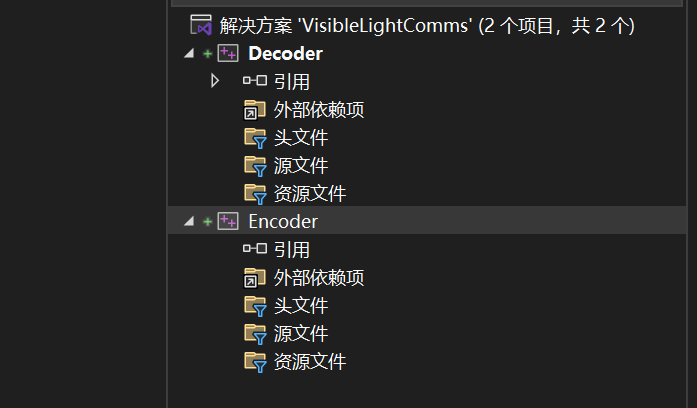 解决方案 'VisibleLightComms' (2 个项目，共 2 个)
Decoder
引用
外部依赖项
头文件
源文件
资源文件
Encoder
引用
外部依赖项
头文件
源文件
资源文件